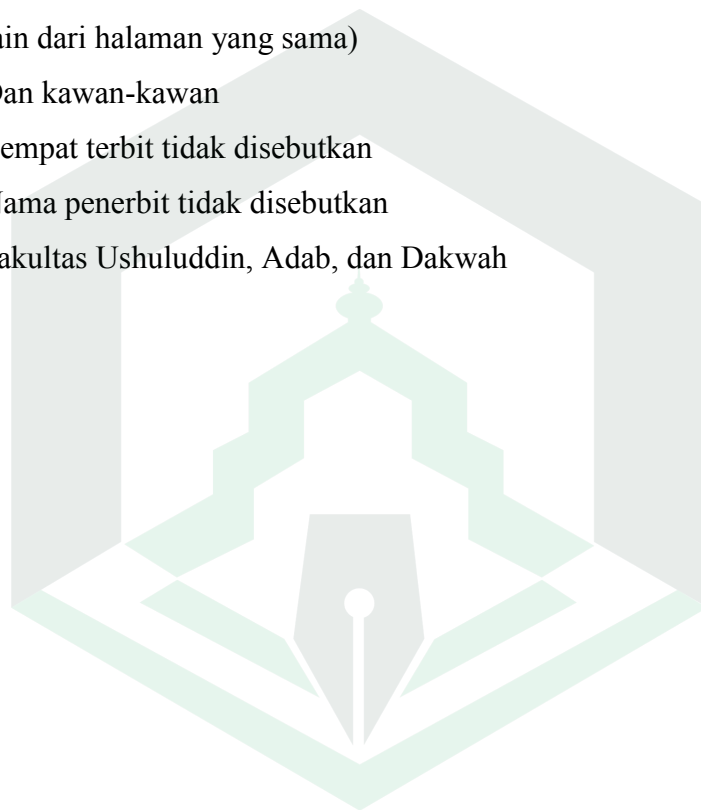 ain dari halaman yang sama)
Dan kawan-kawan
empat terbit tidak disebutkan
Nama penerbit tidak disebutkan
akultas Ushuluddin, Adab, dan Dakwah